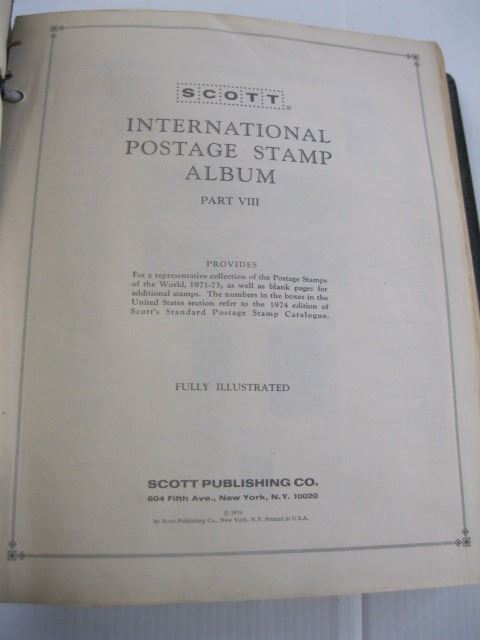 SCOTT®
INTERNATIONAL
POSTAGE STAMP
ALBUM
PART VIII
PROVIDES
For a representative collection of the Postage Stamps
of the World, 1971-73, as well as blank pages for
additional stamps. The numbers in the boxes in the
United States section refer to the 1974 edition of
Scott's Standard Postage Stamp Catalogue.
FULLY ILLUSTRATED
SCOTT PUBLISHING CO.
604 Fifth Ave., New York, N.Y. 10020
© 1974
by Scott Publishing Co., New York, N.Y. Printed in U.S.A.